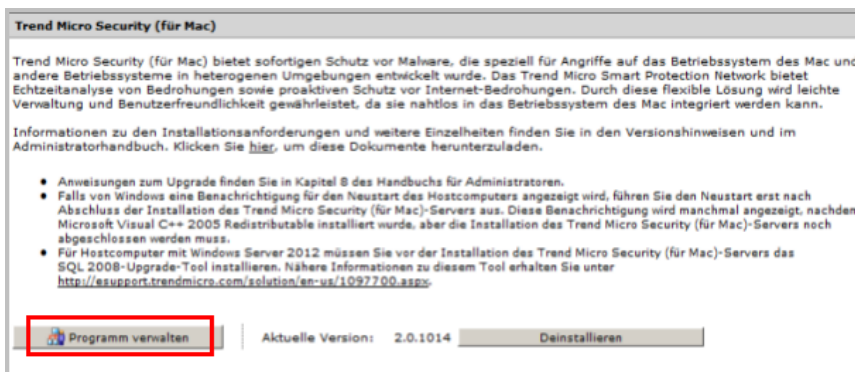 Trend Micro Security (für Mac)
Trend Micro Security (für Mac) bietet sofortigen Schutz vor Malware, die speziell für Angriffe auf das Betriebssystem des Mac und
andere Betriebssysteme in heterogenen Umgebungen entwickelt wurde. Das Trend Micro Smart Protection Network bietet
Echtzeitanalyse von Bedrohungen sowie proaktiven Schutz vor Internet-Bedrohungen. Durch diese flexible Lösung wird leichte
Verwaltung und Benutzerfreundlichkeit gewährleistet, da sie nahtlos in das Betriebssystem des Mac integriert werden kann.
Informationen zu den Installationsanforderungen und weitere Einzelheiten finden Sie in den Versionshinweisen und im
Administratorhandbuch. Klicken Sie hier, um diese Dokumente herunterzuladen.
• Anweisungen zum Upgrade finden Sie in Kapitel 8 des Handbuchs für Administratoren.
• Falls von Windows eine Benachrichtigung für den Neustart des Hostcomputers angezeigt wird, führen Sie den Neustart erst nach
Abschluss der Installation des Trend Micro Security (für Mac)-Servers aus. Diese Benachrichtigung wird manchmal angezeigt, nachdem
Microsoft Visual C++ 2005 Redistributable installiert wurde, aber die Installation des Trend Micro Security (für Mac)-Servers noch
abgeschlossen werden muss.
• Für Hostcomputer mit Windows Server 2012 müssen Sie vor der Installation des Trend Micro Security (für Mac)-Servers das
SQL 2008-Upgrade-Tool installieren. Nähere Informationen zu diesem Tool erhalten Sie unter
http://esupport.trendmicro.com/solution/en-us/1097700.aspx.
Programm verwalten Aktuelle Version: 2.0.1014 Deinstallieren